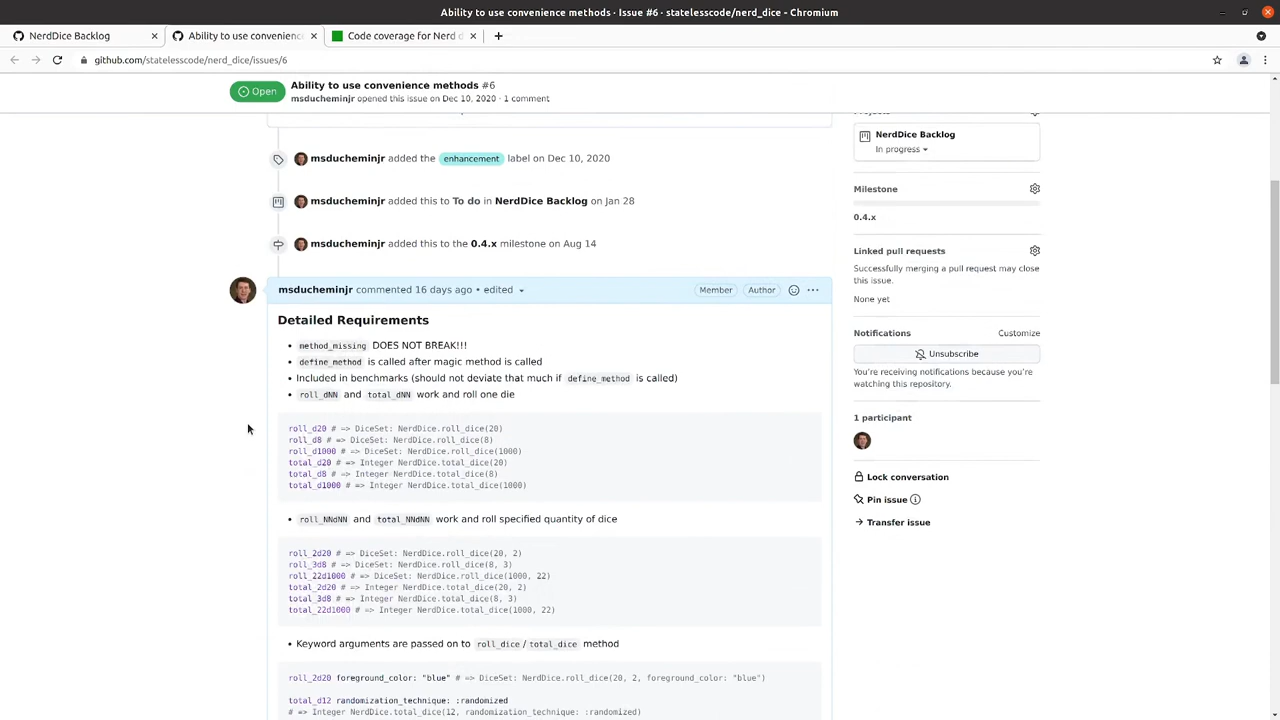 Ability to use convenience methods · Issue #6 · statelesscode/nerd_dice - Chromium
NerdDice Backlog
Ability to use convenience
Code coverage for Nerd d
github.com/statelesscode/nerd_dice/issues/6
Open
Ability to use convenience methods #6
msducheminjr opened this issue on Dec 10, 2020 · 1 comment
msducheminjr added the enhancement label on Dec 10, 2020
msducheminjr added this to To do in NerdDice Backlog on Jan 28
msducheminjr added this to the 0.4.x milestone on Aug 14
msducheminjr commented 16 days ago • edited
Member
Author
Detailed Requirements
• method_missing DOES NOT BREAK!!!
• define_method is called after magic method is called
• Included in benchmarks (should not deviate that much if define_method is called)
• roll_dNN and total_dNN work and roll one die
roll_d20 # => DiceSet: NerdDice.roll_dice(20)
roll_d8 # => DiceSet: NerdDice.roll_dice(8)
roll_d1000 # => DiceSet: NerdDice.roll_dice(1000)
total_d20 # => Integer NerdDice.total_dice(20)
total_d8 # => Integer NerdDice.total_dice(8)
total_d1000 # => Integer NerdDice.total_dice(1000)
• roll_NNdNN and total_NNdNN work and roll specified quantity of dice
roll_2d20 # => DiceSet: NerdDice.roll_dice(20, 2)
roll_3d8 # => DiceSet: NerdDice.roll_dice(8, 3)
roll_22d1000 # => DiceSet: NerdDice.roll_dice(1000, 22)
total_2d20 # => Integer NerdDice.total_dice(20, 2)
total_3d8 # => Integer NerdDice.total_dice(8, 3)
total_22d1000 # => Integer NerdDice.total_dice(1000, 22)
• Keyword arguments are passed on to roll_dice / total_dice method
roll_2d20 foreground_color: "blue" # => DiceSet: NerdDice.roll_dice(20, 2, foreground_color: "blue")
total_d12 randomization_technique: :randomized
# => Integer NerdDice.total_dice(12, randomization_technique: :randomized)
NerdDice Backlog
In progress
Milestone
0.4.x
Linked pull requests
Successfully merging a pull request may close
this issue.
None yet
Notifications
Customize
Unsubscribe
You're receiving notifications because you're
watching this repository.
1 participant
Lock conversation
Pin issue
Transfer issue